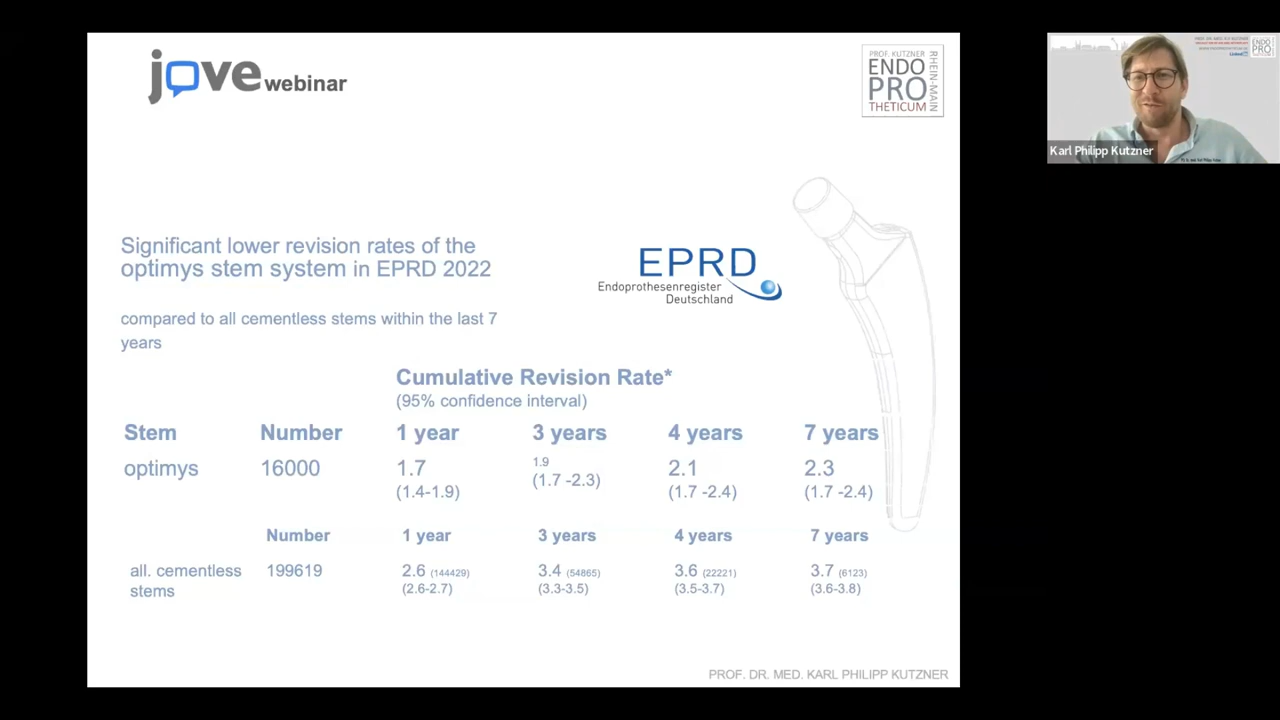 jove webinar
PROF. KUTZNER
ENDO
PRO
THETICUM
RHEIN-MAIN
Karl Philipp Kutzner
Significant lower revision rates of the
optimys stem system in EPRD 2022
EPRD
Endoprothesenregister
Deutschland
compared to all cementless stems within the last 7
years
Cumulative Revision Rate*
(95% confidence interval)
Stem Number 1 year 3 years 4 years 7 years
optimys 16000 1.7 1.9 2.1 2.3
(1.4-1.9) (1.7 -2.3) (1.7 -2.4) (1.7 -2.4)
Number 1 year 3 years 4 years 7 years
all. cementless 199619 2.6 (144429) 3.4 (54865) 3.6 (22221) 3.7 (6123)
stems (2.6-2.7) (3.3-3.5) (3.5-3.7) (3.6-3.8)
PROF. DR. MED. KARL PHILIPP KUTZNER